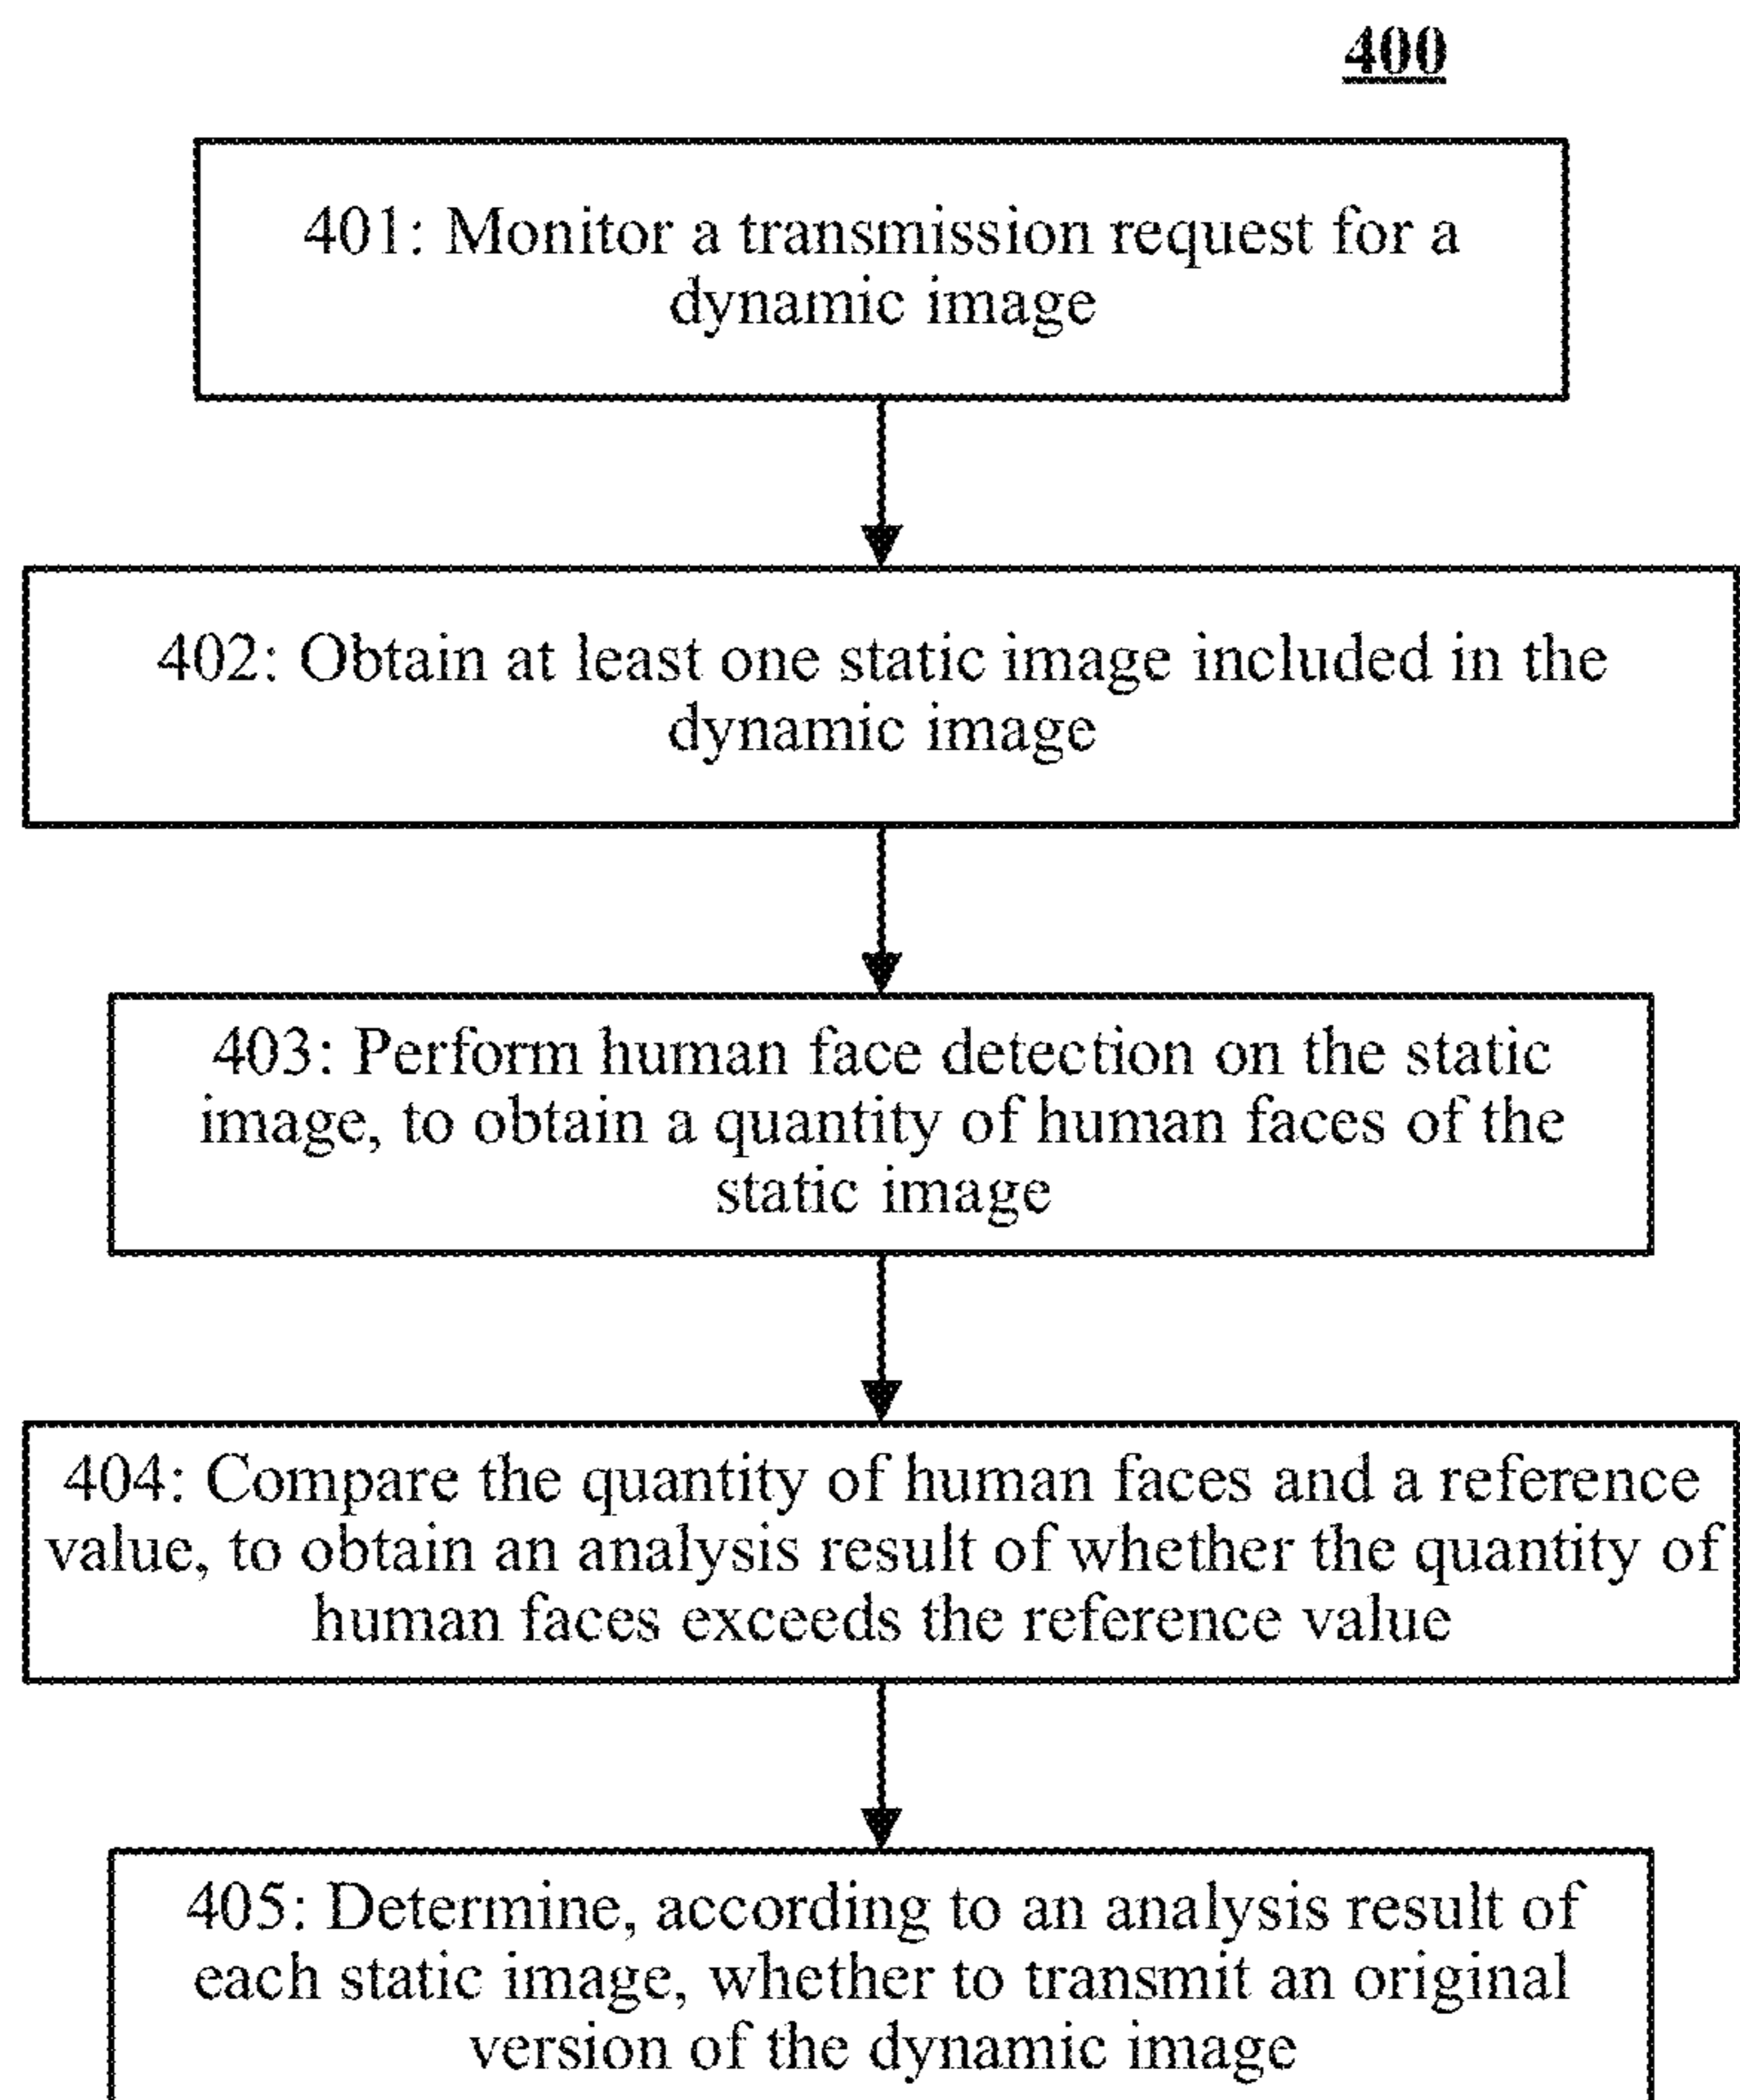 400
401: Monitor a transmission request for a
dynamic image
402: Obtain at least one static image included in the
dynamic image
403: Perform human face detection on the static
image, to obtain a quantity of human faces of the
static image
404: Compare the quantity of human faces and a reference
value, to obtain an analysis result of whether the quantity of
human faces exceeds the reference value
405: Determine, according to an analysis result of
each static image, whether to transmit an original
version of the dynamic image